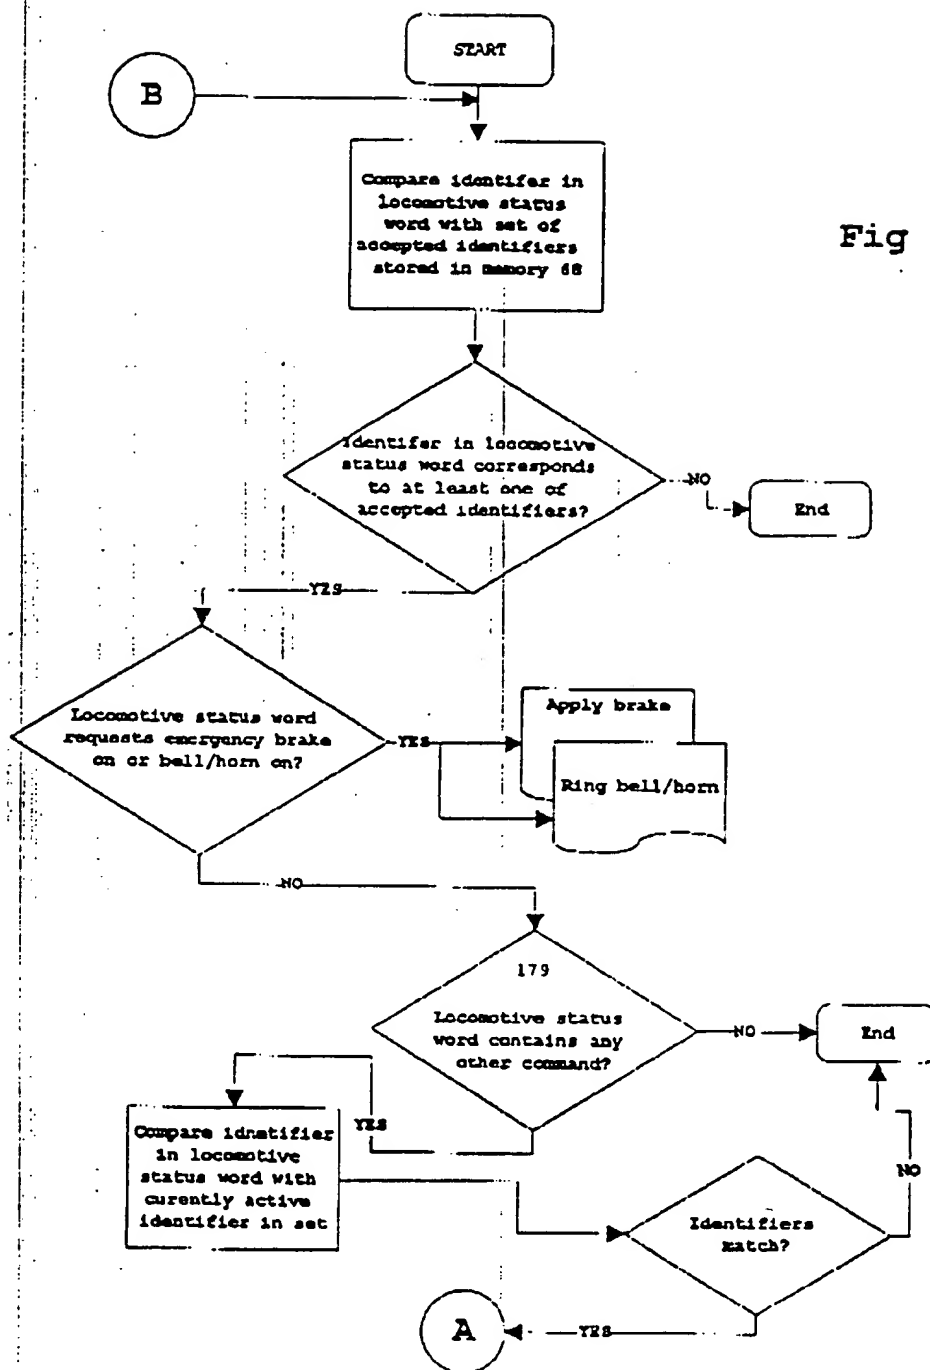 START
B
Compare identifer in
locomotive status
word with set of
accepted identifiers
stored in memory 68
Fig
Identifer in locomotive
status word corresponds
to at least one of
accepted identifiers?
NO
End
YES
Locomotive status word
requests emergency brake
on or bell/horn on?
YES
Apply brake
Ring bell/horn
NO
179
Locomotive status
word contains any
other command?
NO
End
YES
Compare idnetifier
in locomotive
status word with
curently active
identifier in set
Identifiers
match?
NO
YES
A